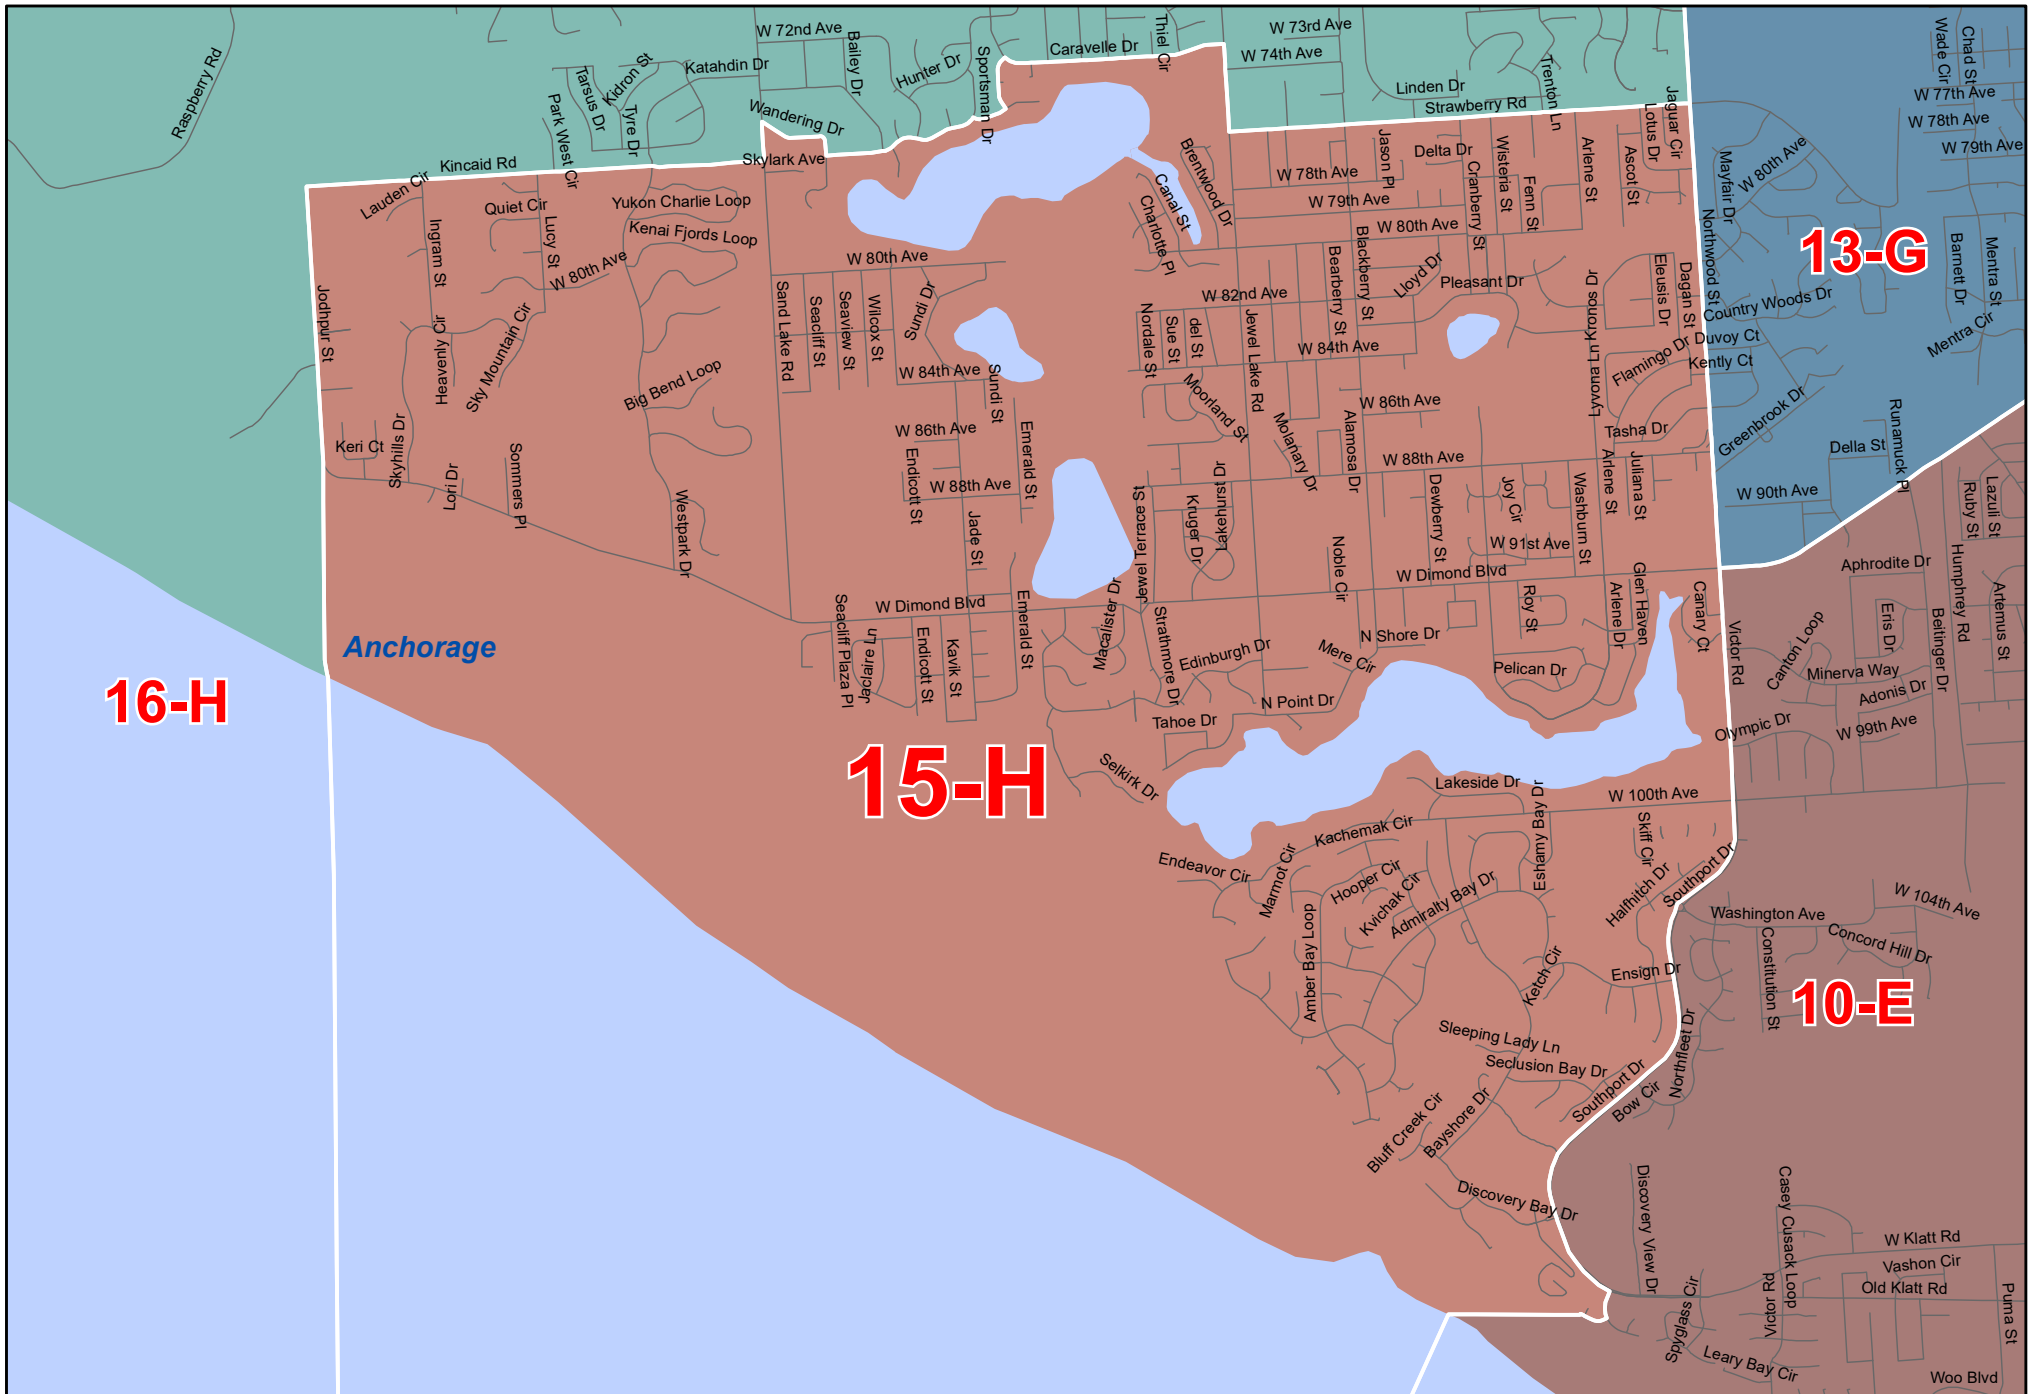 W 72nd Ave
Bailey Dr
Hunter Dr
Sportsman Dr
Caravelle Dr
Thiel Cir
W 73rd Ave
W 74th Ave
Linden Dr
Strawberry Rd
Trenton Ln
Jaguar Cir
Lotus Dr
Wade Cir
Chad St
W 77th Ave
W 78th Ave
W 79th Ave
Raspberry Rd
Tarsus Dr
Kidron St
Katahdin Dr
Park West Cir
Tyre Dr
Wandering Dr
Kincaid Rd
Skylark Ave
Lauden Cir
Quiet Cir
Lucy St
Ingram St
Yukon Charlie Loop
Kenai Fjords Loop
W 80th Ave
W 80th Ave
Brentwood Dr
Canal St
Charlotte Pl
W 78th Ave
Jason Pl
Delta Dr
Cranberry St
Wisteria St
Fenn St
Arlene St
Ascot St
W 79th Ave
W 80th Ave
Mayfair Dr
W 80th Ave
Northwood St
13-G
Barnett Dr
Mentra St
Mentra Cir
Jodhpur St
Heavenly Cir
Sky Mountain Cir
Big Bend Loop
Sand Lake Rd
Seacliff St
Seaview St
Wilcox St
Sundi Dr
W 84th Ave
Sundi St
Nordale St
Sue St
del St
W 82nd Ave
Jewel Lake Rd
Bearberry St
Blackberry St
Lloyd Dr
Pleasant Dr
W 84th Ave
Lyvona Ln
Kronos Dr
Eleusis Dr
Dagan St
Country Woods Dr
Duvoy Ct
Kently Ct
Flamingo Dr
Greenbrook Dr
Keri Ct
Skyhills Dr
Lori Dr
Sommers Pl
Westpark Dr
W 86th Ave
Endicott St
W 88th Ave
Emerald St
Jade St
Moorland St
Molanary Dr
Alamosa Dr
W 86th Ave
W 88th Ave
Tasha Dr
Arlene St
Juliana St
Della St
Runamuck Pl
W 90th Ave
Ruby St
Lazuli St
Jewel Terrace St
Kruger Dr
Lakehurst Dr
Dewberry St
Joy Cir
Washburn St
W 91st Ave
Noble Cir
W Dimond Blvd
Glen Haven
Arlene Dr
Roy St
Canary Ct
Aphrodite Dr
Humphrey Rd
Artemus St
Eris Dr
Beitinger Dr
Canton Loop
Minerva Way
Adonis Dr
W 99th Ave
Victor Rd
Olympic Dr
Anchorage
16-H
Seacliff Plaza Pl
Jaclaire Ln
W Dimond Blvd
Endicott St
Kavik St
Emerald St
Macalister Dr
Strathmore Dr
Edinburgh Dr
Mere Cir
N Shore Dr
N Point Dr
Tahoe Dr
Pelican Dr
15-H
Selkirk Dr
Lakeside Dr
W 100th Ave
Kachemak Cir
Eshamy Bay Dr
Skiff Cir
Endeavor Cir
Marmot Cir
Hooper Cir
Kvichak Cir
Admiralty Bay Dr
Halfhitch Dr
Southport Dr
W 104th Ave
Washington Ave
Concord Hill Dr
Constitution St
Amber Bay Loop
Ketch Cir
Ensign Dr
10-E
Northfleet Dr
Sleeping Lady Ln
Seclusion Bay Dr
Southport Dr
Bow Cir
Bluff Creek Cir
Bayshore Dr
Discovery Bay Dr
Discovery View Dr
Casey Cusack Loop
W Klatt Rd
Vashon Cir
Old Klatt Rd
Victor Rd
Spyglass Cir
Leary Bay Cir
Puma St
Woo Blvd